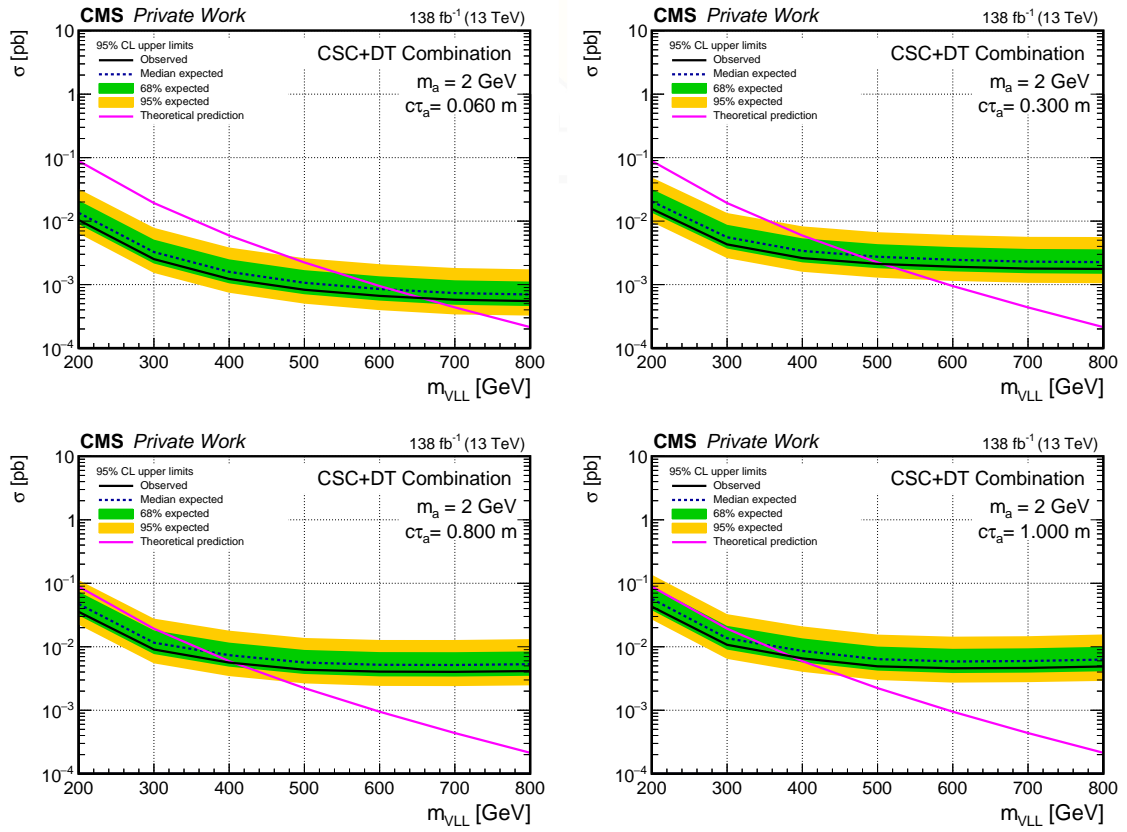 CMS Private Work 138 fb⁻¹ (13 TeV)
σ [pb]
10
1
10⁻¹
10⁻²
10⁻³
10⁻⁴
95% CL upper limits
Observed
Median expected
68% expected
95% expected
Theoretical prediction
CSC+DT Combination
mₐ = 2 GeV
cτₐ = 0.060 m
200 300 400 500 600 700 800
m_VLL [GeV]
CMS Private Work 138 fb⁻¹ (13 TeV)
σ [pb]
10
1
10⁻¹
10⁻²
10⁻³
10⁻⁴
95% CL upper limits
Observed
Median expected
68% expected
95% expected
Theoretical prediction
CSC+DT Combination
mₐ = 2 GeV
cτₐ = 0.300 m
200 300 400 500 600 700 800
m_VLL [GeV]
CMS Private Work 138 fb⁻¹ (13 TeV)
σ [pb]
10
1
10⁻¹
10⁻²
10⁻³
10⁻⁴
95% CL upper limits
Observed
Median expected
68% expected
95% expected
Theoretical prediction
CSC+DT Combination
mₐ = 2 GeV
cτₐ = 0.800 m
200 300 400 500 600 700 800
m_VLL [GeV]
CMS Private Work 138 fb⁻¹ (13 TeV)
σ [pb]
10
1
10⁻¹
10⁻²
10⁻³
10⁻⁴
95% CL upper limits
Observed
Median expected
68% expected
95% expected
Theoretical prediction
CSC+DT Combination
mₐ = 2 GeV
cτₐ = 1.000 m
200 300 400 500 600 700 800
m_VLL [GeV]